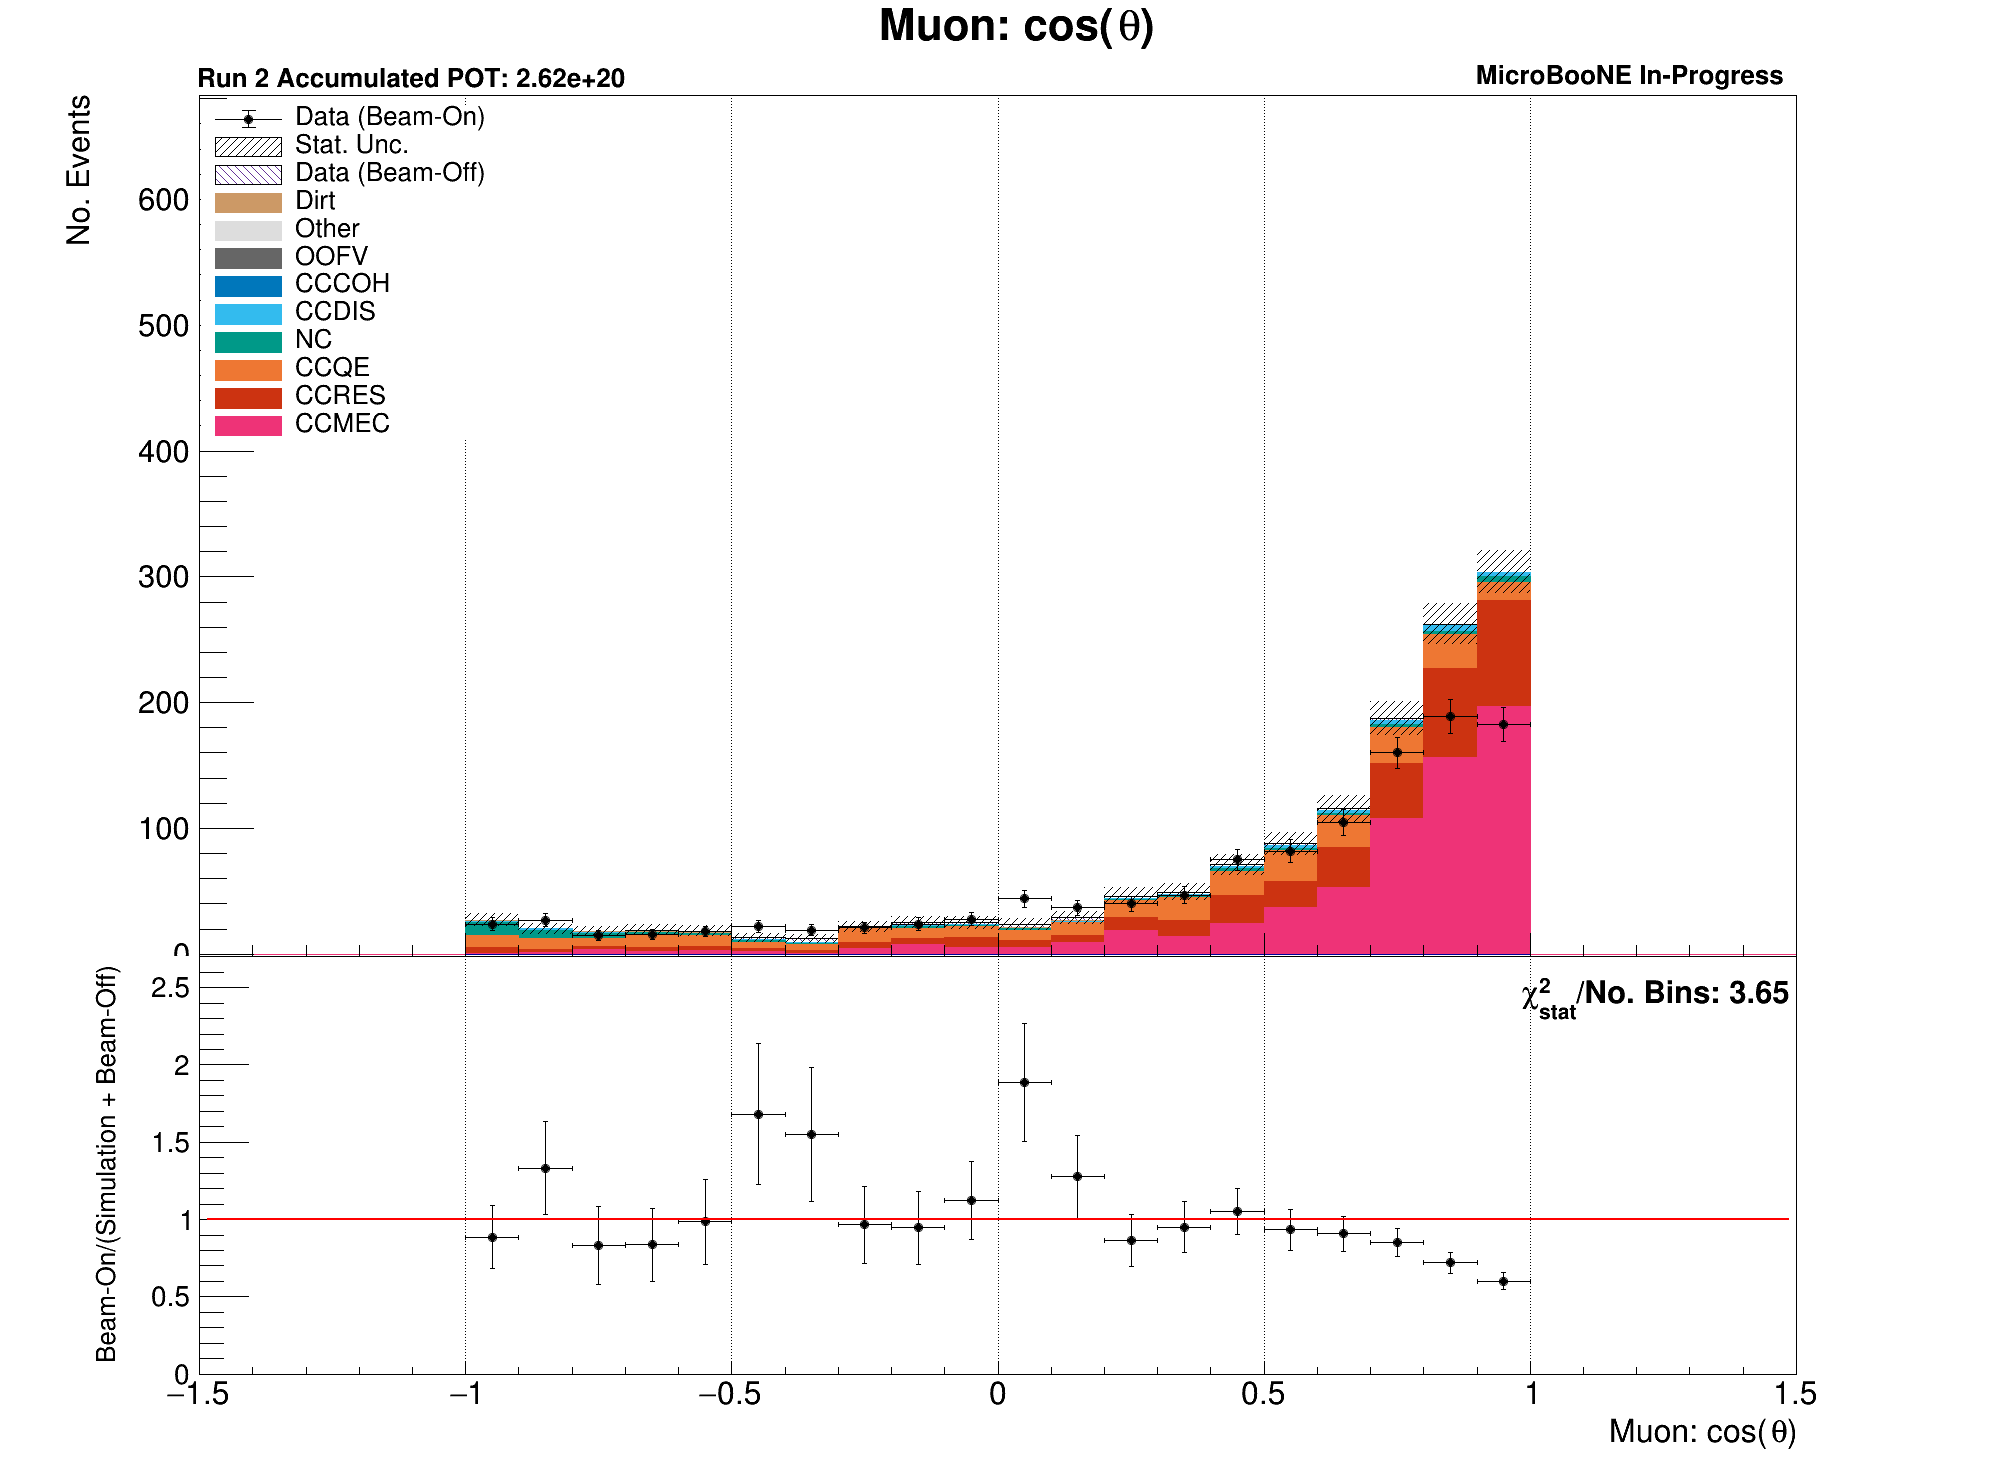 Muon: cos(θ)
Run 2 Accumulated POT: 2.62e+20
MicroBooNE In-Progress
No. Events
Data (Beam-On)
Stat. Unc.
Data (Beam-Off)
Dirt
Other
OOFV
CCCOH
CCDIS
NC
CCQE
CCRES
CCMEC
600
500
400
300
200
100
0
Beam-On/(Simulation + Beam-Off)
χ²stat/No. Bins: 3.65
2.5
2
1.5
1
0.5
0
−1.5 −1 −0.5 0 0.5 1 1.5
Muon: cos(θ)